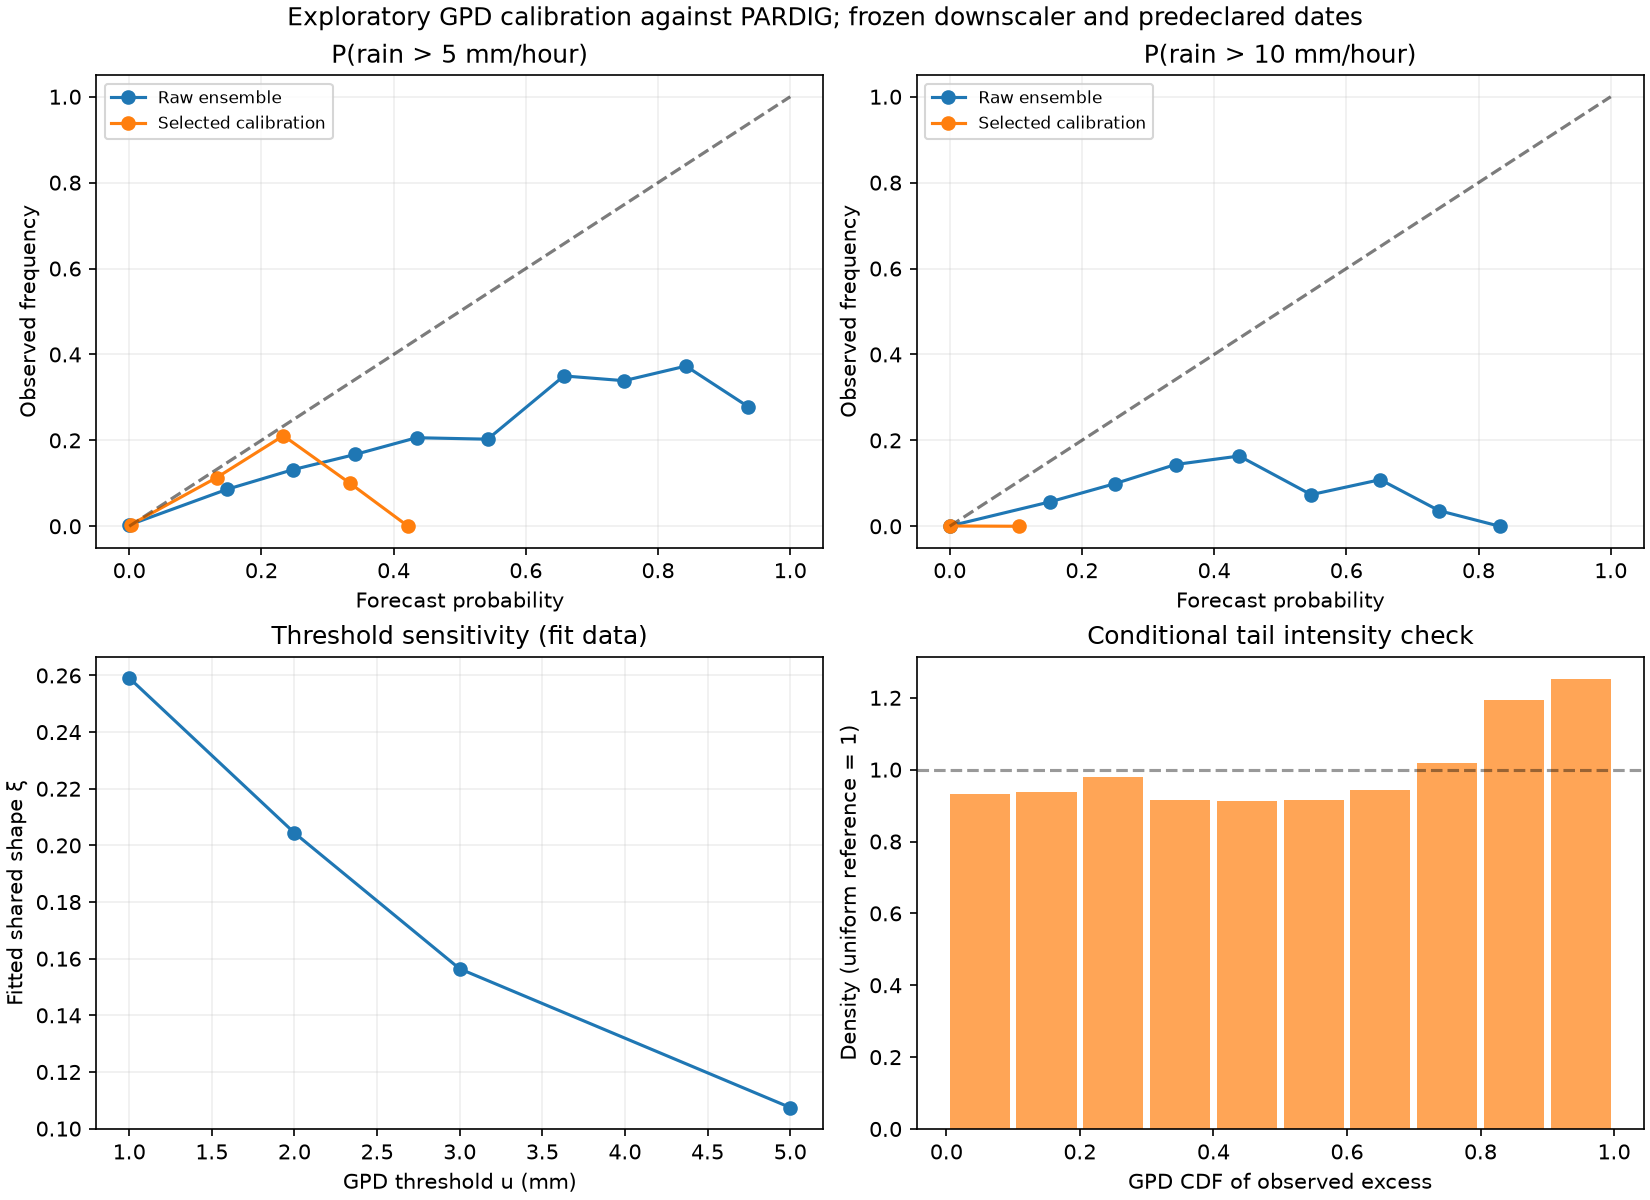 Exploratory GPD calibration against PARDIG; frozen downscaler and predeclared dates
P(rain > 5 mm/hour)
Raw ensemble
Selected calibration
Observed frequency
1.0
0.8
0.6
0.4
0.2
0.0
0.0 0.2 0.4 0.6 0.8 1.0
Forecast probability
P(rain > 10 mm/hour)
Raw ensemble
Selected calibration
Observed frequency
1.0
0.8
0.6
0.4
0.2
0.0
0.0 0.2 0.4 0.6 0.8 1.0
Forecast probability
Threshold sensitivity (fit data)
Fitted shared shape ξ
0.26
0.24
0.22
0.20
0.18
0.16
0.14
0.12
0.10
1.0 1.5 2.0 2.5 3.0 3.5 4.0 4.5 5.0
GPD threshold u (mm)
Conditional tail intensity check
Density (uniform reference = 1)
1.2
1.0
0.8
0.6
0.4
0.2
0.0
0.0 0.2 0.4 0.6 0.8 1.0
GPD CDF of observed excess